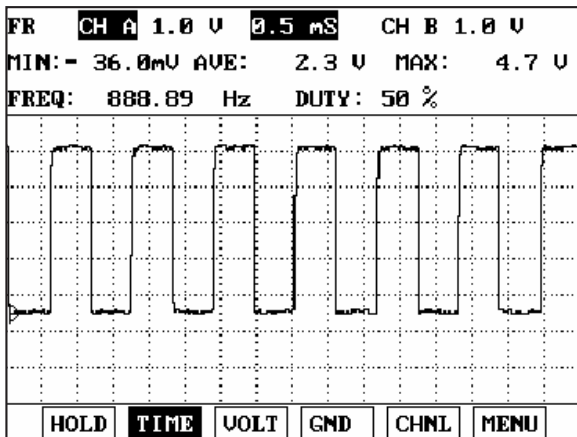 FR CH A 1.0 V 0.5 mS CH B 1.0 V
MIN:- 36.0mV AVE: 2.3 V MAX: 4.7 V
FREQ: 888.89 Hz DUTY: 50 %
HOLD TIME VOLT GND CHNL MENU